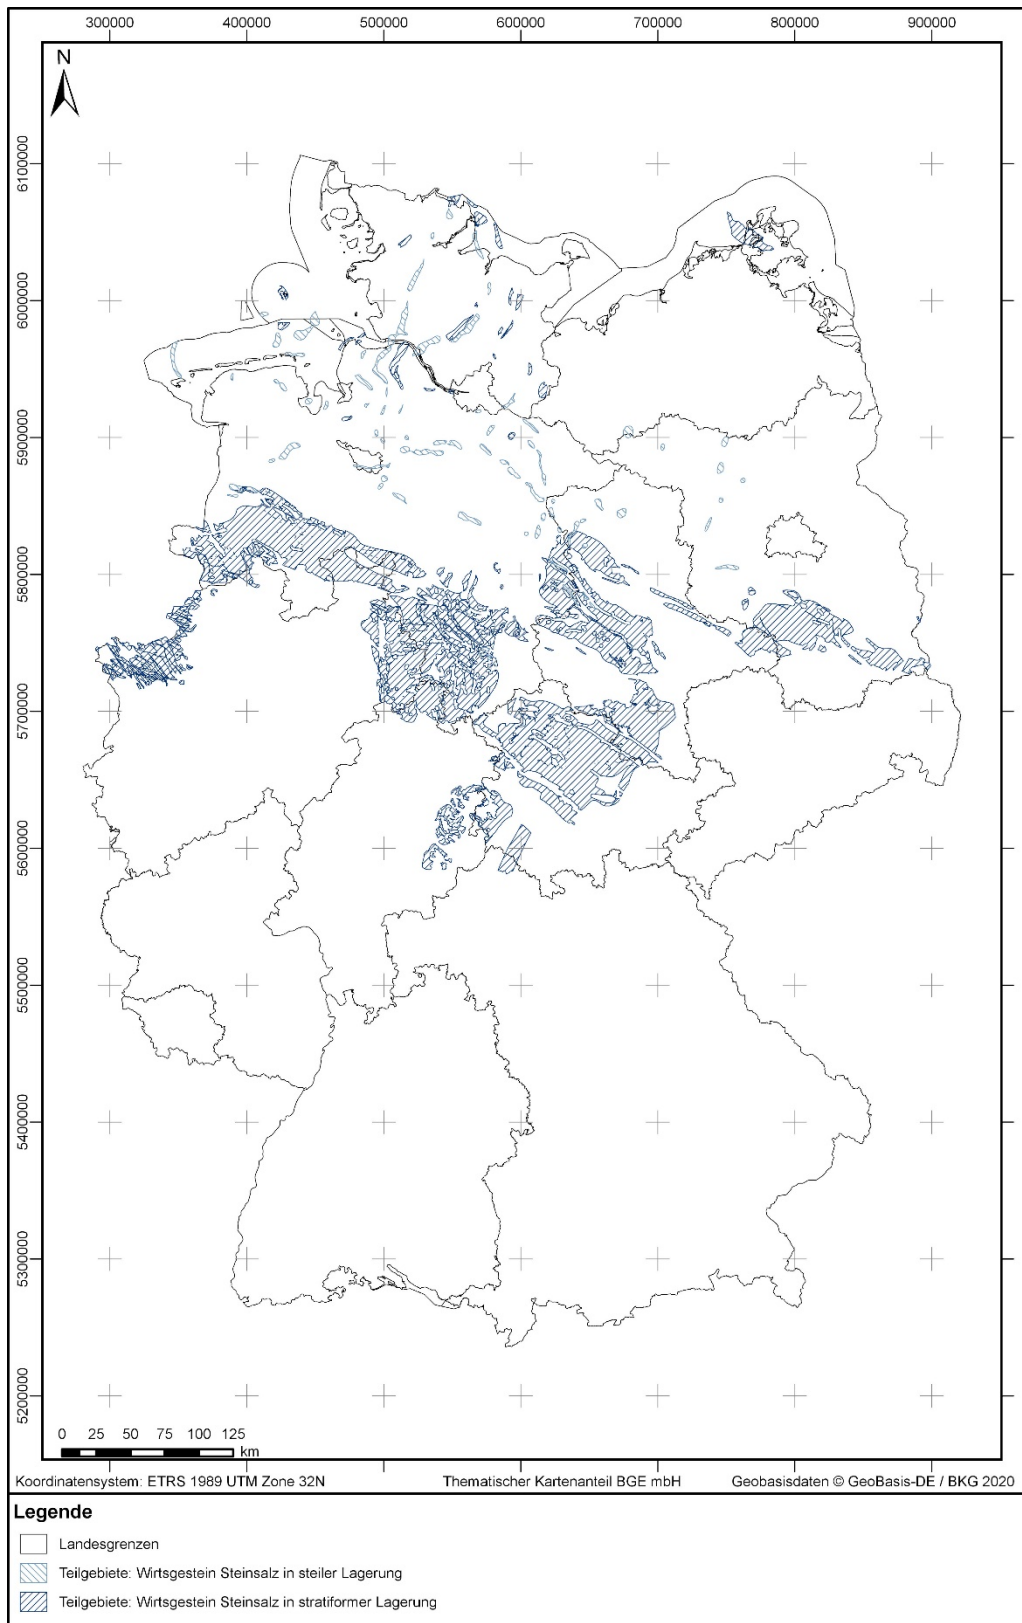 300000 400000 500000 600000 700000 800000 900000
N
6100000
6000000
5900000
5800000
5700000
5600000
5500000
5400000
5300000
5200000
0 25 50 75 100 125
km
Koordinatensystem: ETRS 1989 UTM Zone 32N Thematischer Kartenanteil BGE mbH Geobasisdaten © GeoBasis-DE / BKG 2020
Legende
Landesgrenzen
Teilgebiete: Wirtsgestein Steinsalz in steiler Lagerung
Teilgebiete: Wirtsgestein Steinsalz in stratiformer Lagerung